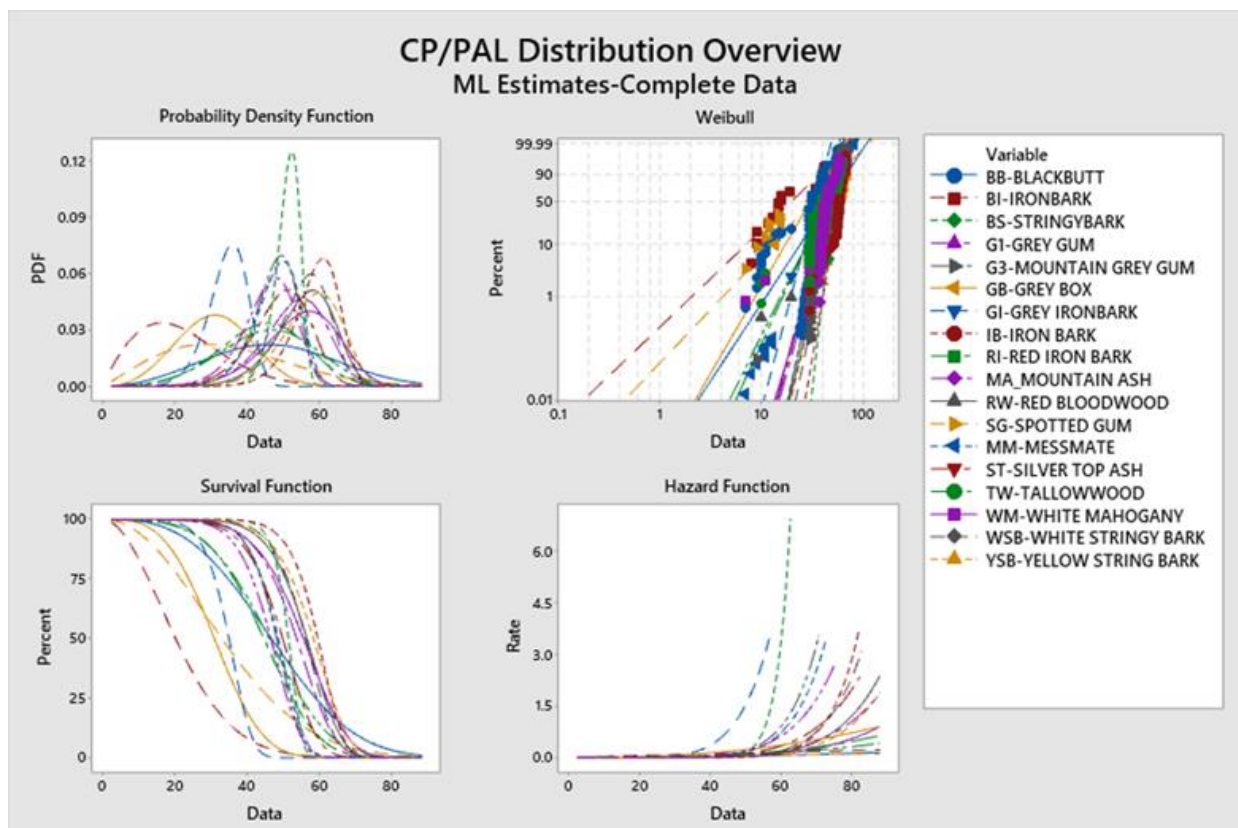 CP/PAL Distribution Overview
ML Estimates-Complete Data
Probability Density Function
0.12
0.09
0.06
0.03
0.00
PDF
0 20 40 60 80
Data
Weibull
99.99
90
50
10
1
0.01
Percent
0.1 1 10 100
Data
Survival Function
100
75
50
25
0
Percent
0 20 40 60 80
Data
Hazard Function
6.0
4.5
3.0
1.5
0.0
Rate
0 20 40 60 80
Data
Variable
BB-BLACKBUTT
BI-IRONBARK
BS-STRINGYBARK
G1-GREY GUM
G3-MOUNTAIN GREY GUM
GB-GREY BOX
GI-GREY IRONBARK
IB-IRON BARK
RI-RED IRON BARK
MA_MOUNTAIN ASH
RW-RED BLOODWOOD
SG-SPOTTED GUM
MM-MESSMATE
ST-SILVER TOP ASH
TW-TALLOWWOOD
WM-WHITE MAHOGANY
WSB-WHITE STRINGY BARK
YSB-YELLOW STRING BARK